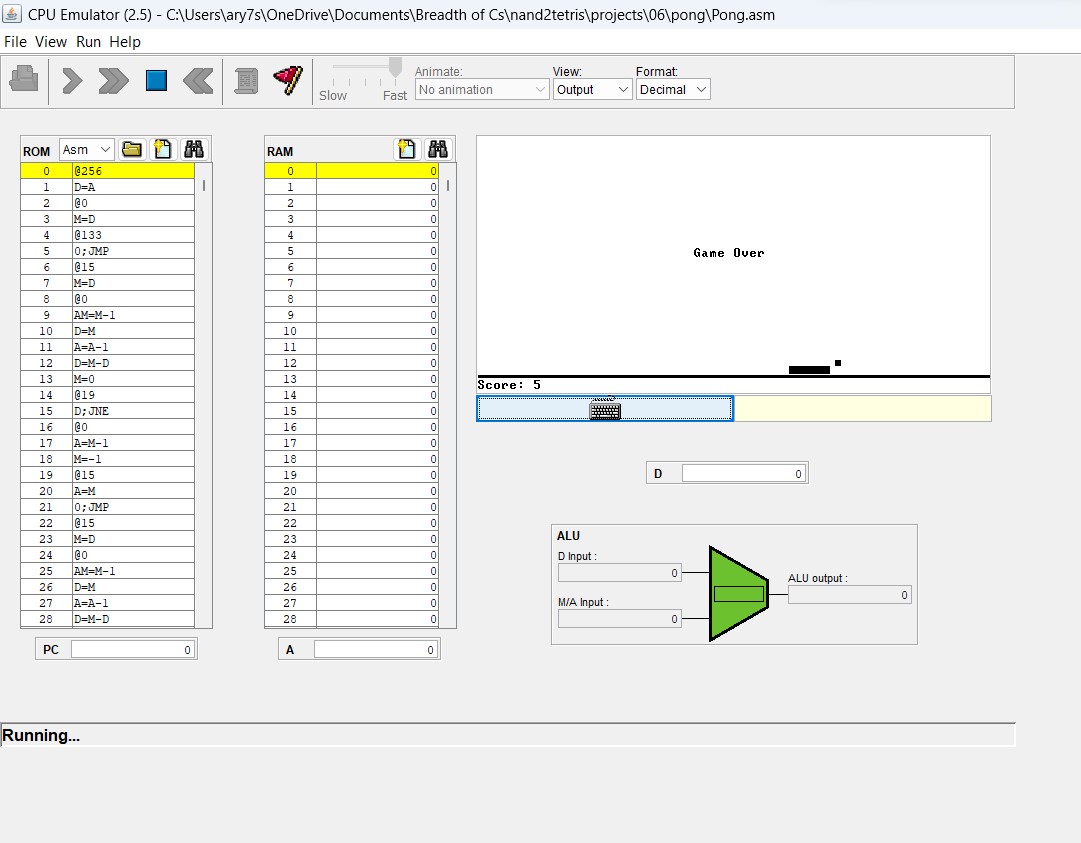 CPU Emulator (2.5) - C:\Users\ary7s\OneDrive\Documents\Breadth of Cs\nand2tetris\projects\06\pong\Pong.asm
File View Run Help
Slow Fast
Animate:
No animation
View:
Output
Format:
Decimal
ROM Asm
0 @256
1 D=A
2 @0
3 M=D
4 @133
5 0;JMP
6 @15
7 M=D
8 @0
9 AM=M-1
10 D=M
11 A=A-1
12 D=M-D
13 M=0
14 @19
15 D;JNE
16 @0
17 A=M-1
18 M=-1
19 @15
20 A=M
21 0;JMP
22 @15
23 M=D
24 @0
25 AM=M-1
26 D=M
27 A=A-1
28 D=M-D
PC 0
RAM
0 0
1 0
2 0
3 0
4 0
5 0
6 0
7 0
8 0
9 0
10 0
11 0
12 0
13 0
14 0
15 0
16 0
17 0
18 0
19 0
20 0
21 0
22 0
23 0
24 0
25 0
26 0
27 0
28 0
A 0
Game Over
Score: 5
D 0
ALU
D Input :
0
M/A Input :
0
ALU output :
0
Running...